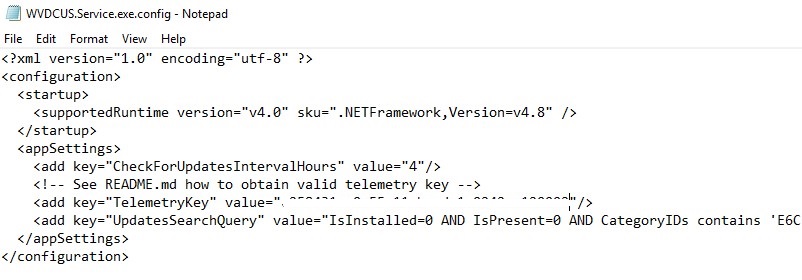 WVDCUS.Service.exe.config - Notepad
File Edit Format View Help
<?xml version="1.0" encoding="utf-8" ?>
<configuration>
<startup>
<supportedRuntime version="v4.0" sku=".NETFramework,Version=v4.8" />
</startup>
<appSettings>
<add key="CheckForUpdatesIntervalHours" value="4"/>
<!-- See README.md how to obtain valid telemetry key -->
<add key="TelemetryKey" value=" "/>
<add key="UpdatesSearchQuery" value="IsInstalled=0 AND IsPresent=0 AND CategoryIDs contains 'E6C
</appSettings>
</configuration>